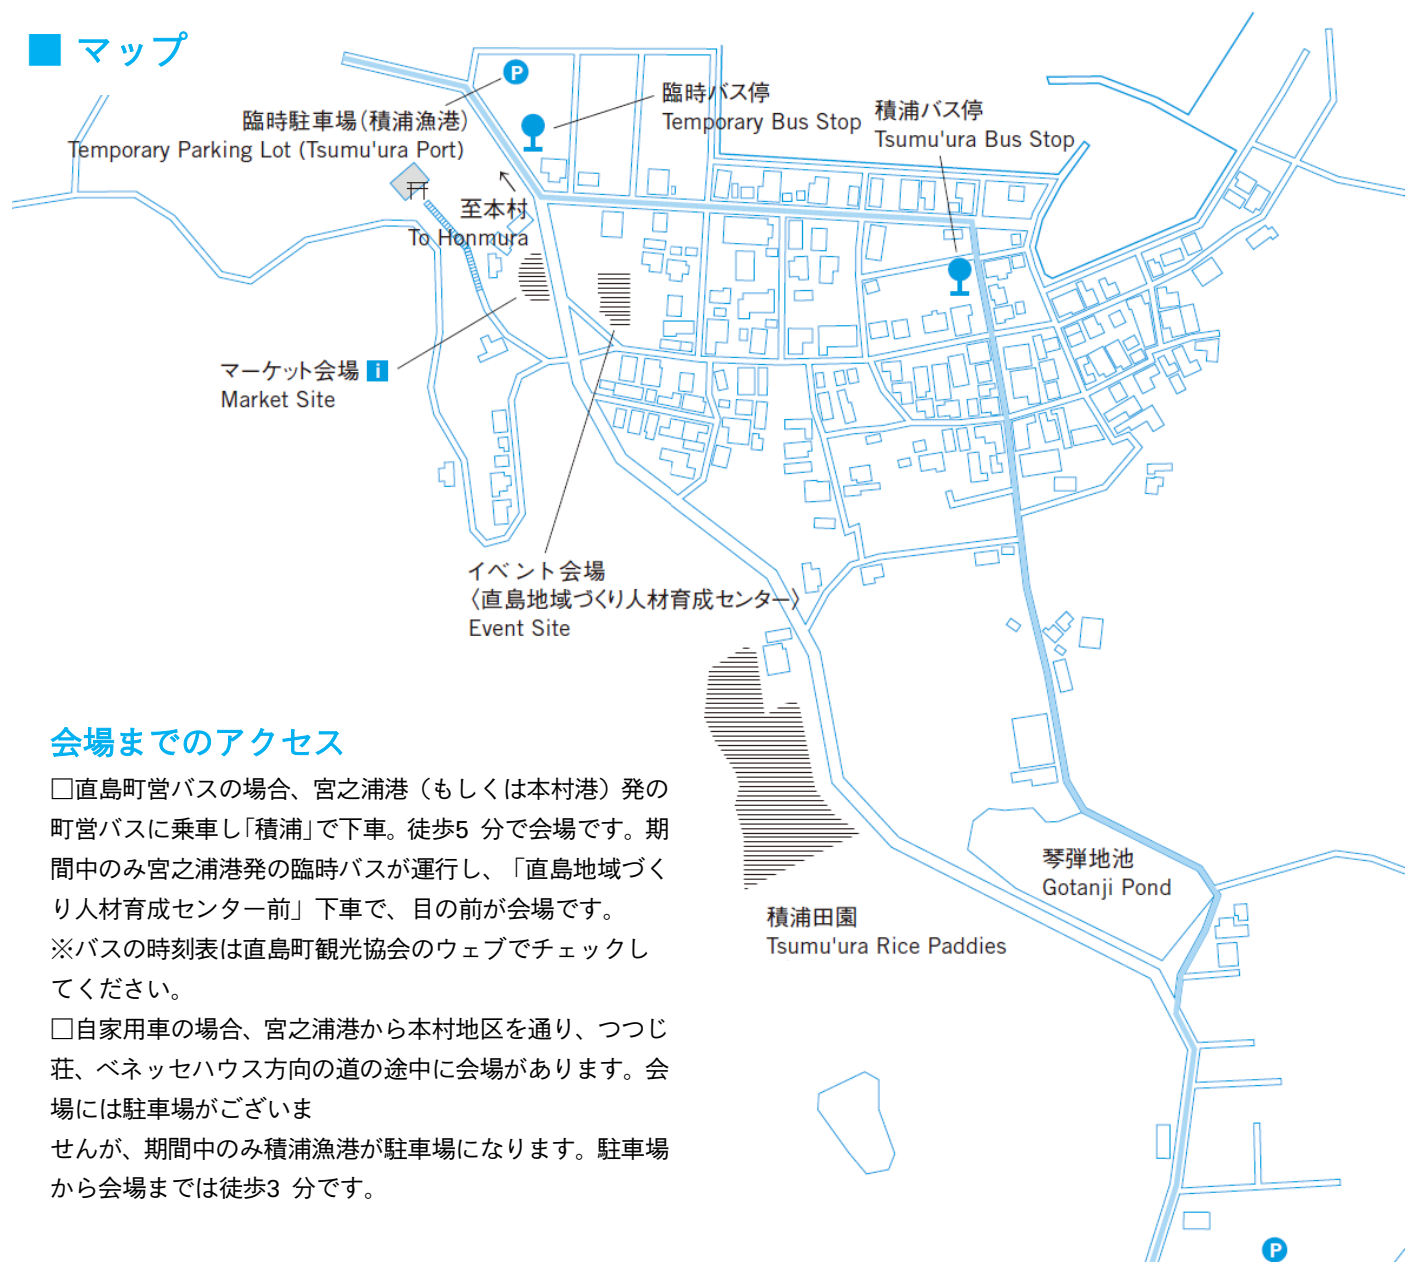 ■ マップ
P
臨時バス停
Temporary Bus Stop
積浦バス停
Tsumu'ura Bus Stop
臨時駐車場(積浦漁港)
Temporary Parking Lot (Tsumu'ura Port)
至本村
To Honmura
マーケット会場 i
Market Site
イベント会場
〈直島地域づくり人材育成センター〉
Event Site
会場までのアクセス
□直島町営バスの場合、宮之浦港（もしくは本村港）発の
町営バスに乗車し「積浦」で下車。徒歩5 分で会場です。期
間中のみ宮之浦港発の臨時バスが運行し、「直島地域づく
り人材育成センター前」下車で、目の前が会場です。
※バスの時刻表は直島町観光協会のウェブでチェックし
てください。
□自家用車の場合、宮之浦港から本村地区を通り、つつじ
荘、ベネッセハウス方向の道の途中に会場があります。会
場には駐車場がございま
せんが、期間中のみ積浦漁港が駐車場になります。駐車場
から会場までは徒歩3 分です。
琴弾地池
Gotanji Pond
積浦田園
Tsumu'ura Rice Paddies
P